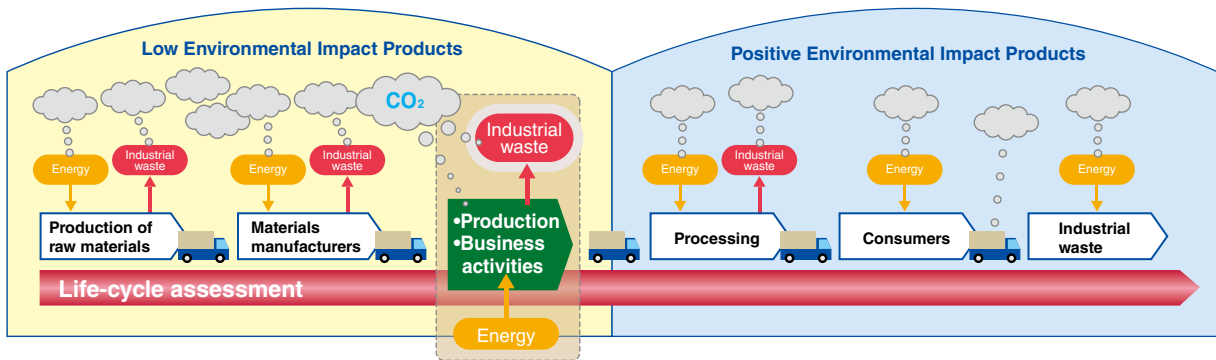 Low Environmental Impact Products
Positive Environmental Impact Products
CO₂
Energy
Industrial
waste
Energy
Industrial
waste
Industrial
waste
Energy
Industrial
waste
Energy
Energy
Production of
raw materials
Materials
manufacturers
•Production
•Business
activities
Processing
Consumers
Industrial
waste
Life-cycle assessment
Energy